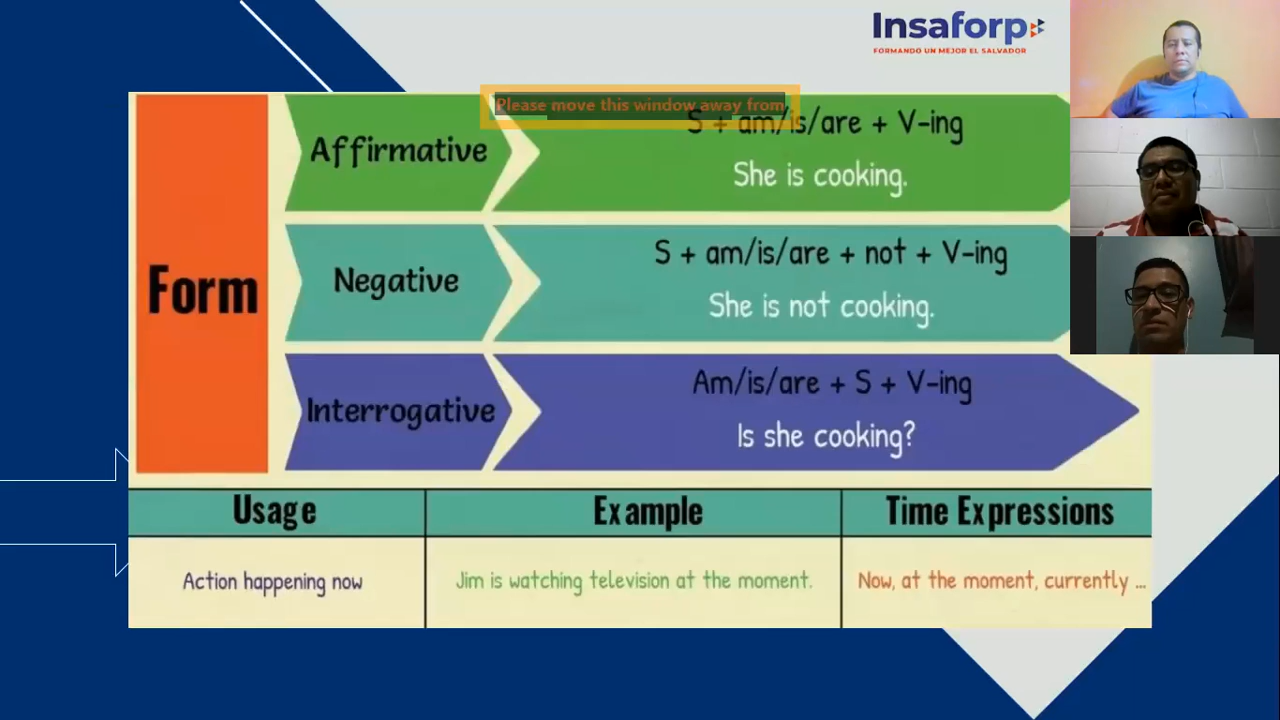 Insaforp
FORMANDO UN MEJOR EL SALVADOR
Please move this window away from
Form
Affirmative
S + am/is/are + V-ing
She is cooking.
Negative
S + am/is/are + not + V-ing
She is not cooking.
Interrogative
Am/is/are + S + V-ing
Is she cooking?
Usage Example Time Expressions
Action happening now Jim is watching television at the moment. Now, at the moment, currently ...